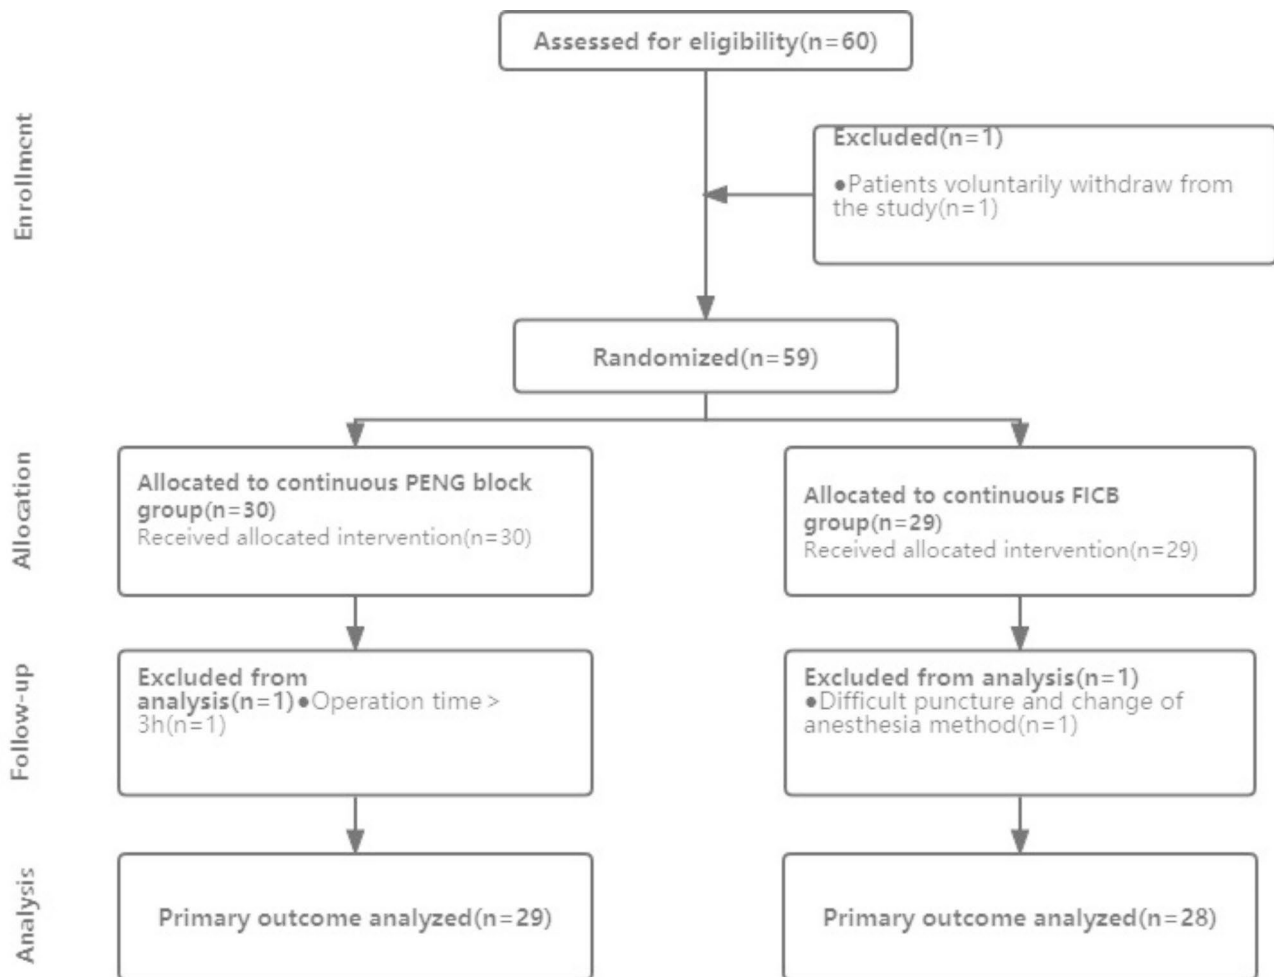 Assessed for eligibility(n=60)
Enrollment
Excluded(n=1)
●Patients voluntarily withdraw from
the study(n=1)
Randomized(n=59)
Allocation
Allocated to continuous PENG block
group(n=30)
Received allocated intervention(n=30)
Allocated to continuous FICB
group(n=29)
Received allocated intervention(n=29)
Follow-up
Excluded from
analysis(n=1)●Operation time >
3h(n=1)
Excluded from analysis(n=1)
●Difficult puncture and change of
anesthesia method(n=1)
Analysis
Primary outcome analyzed(n=29)
Primary outcome analyzed(n=28)